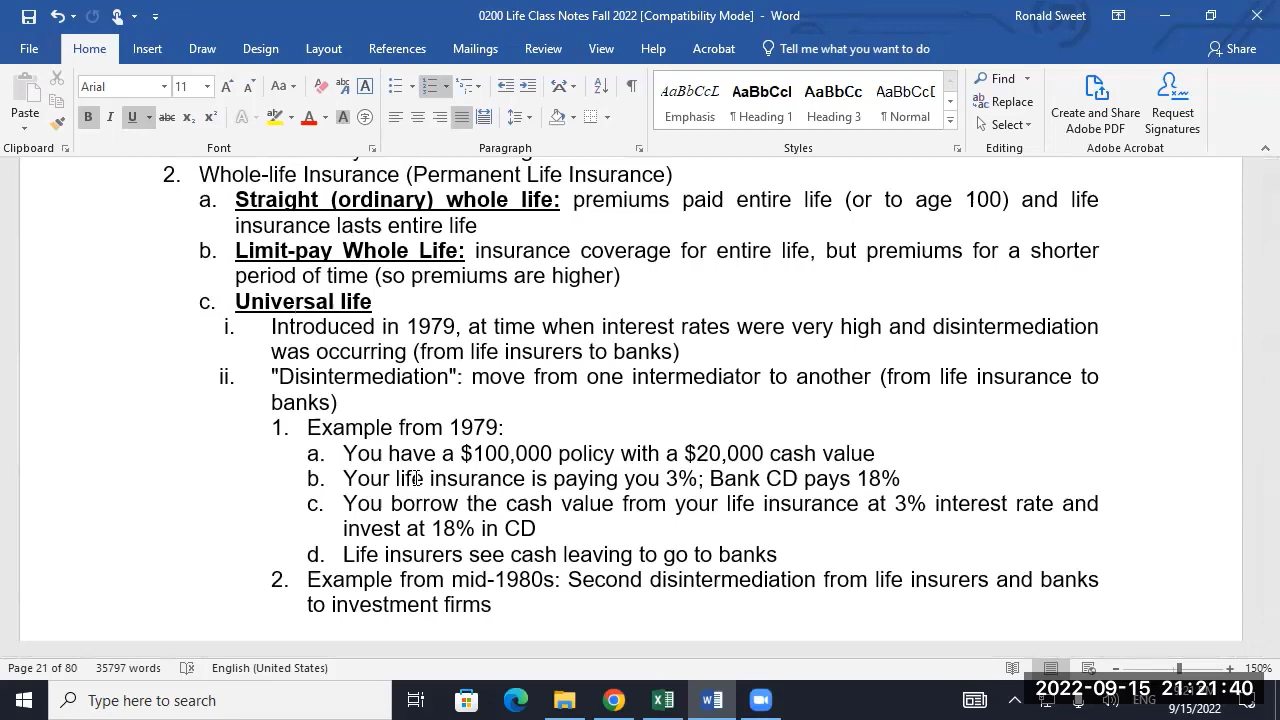 0200 Life Class Notes Fall 2022 [Compatibility Mode] - Word
Ronald Sweet
File Home Insert Draw Design Layout References Mailings Review View Help Acrobat Tell me what you want to do Share
Arial 11
Paste
Clipboard
Font
Paragraph
AaBbCcL Emphasis
AaBbCcI ¶ Heading 1
AaBbCc Heading 3
AaBbCcD ¶ Normal
Styles
Find
Replace
Select
Editing
Create and Share Adobe PDF
Request Signatures
Adobe Acrobat
2. Whole-life Insurance (Permanent Life Insurance)
a. Straight (ordinary) whole life: premiums paid entire life (or to age 100) and life
insurance lasts entire life
b. Limit-pay Whole Life: insurance coverage for entire life, but premiums for a shorter
period of time (so premiums are higher)
c. Universal life
i. Introduced in 1979, at time when interest rates were very high and disintermediation
was occurring (from life insurers to banks)
ii. "Disintermediation": move from one intermediator to another (from life insurance to
banks)
1. Example from 1979:
a. You have a $100,000 policy with a $20,000 cash value
b. Your life insurance is paying you 3%; Bank CD pays 18%
c. You borrow the cash value from your life insurance at 3% interest rate and
invest at 18% in CD
d. Life insurers see cash leaving to go to banks
2. Example from mid-1980s: Second disintermediation from life insurers and banks
to investment firms
Page 21 of 80 35797 words English (United States) 150%
Type here to search
2022-09-15 21:21:40
ENG
9/15/2022